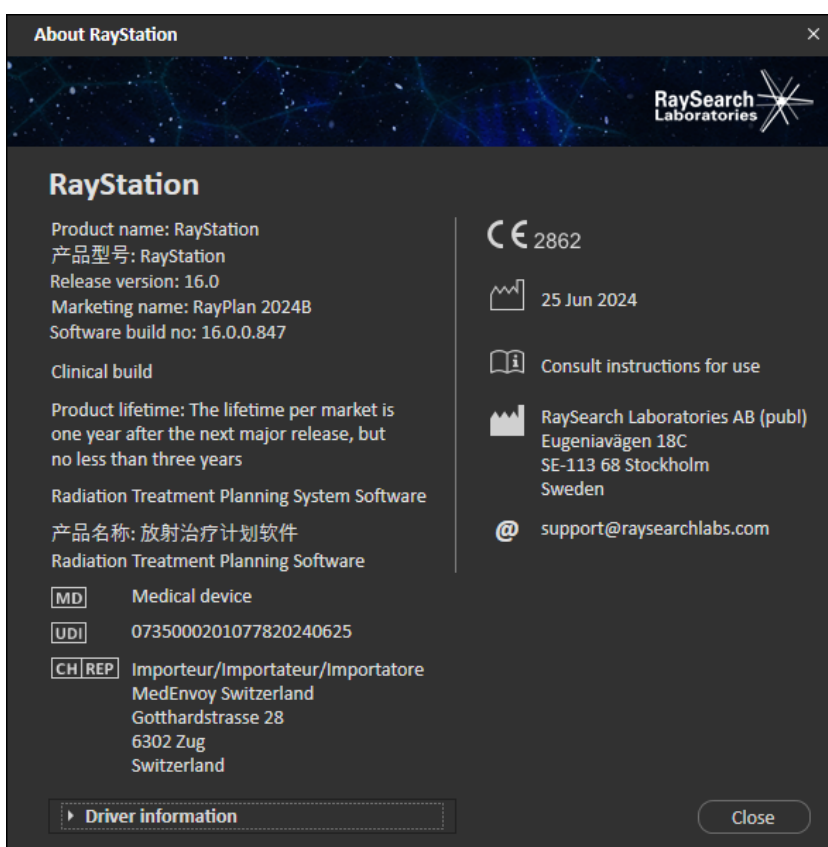 About RayStation
RaySearch
Laboratories
RayStation
Product name: RayStation
产品型号: RayStation
Release version: 16.0
Marketing name: RayPlan 2024B
Software build no: 16.0.0.847
Clinical build
Product lifetime: The lifetime per market is
one year after the next major release, but
no less than three years
Radiation Treatment Planning System Software
产品名称: 放射治疗计划软件
Radiation Treatment Planning Software
MD Medical device
UDI 0735000201077820240625
CH REP Importeur/Importateur/Importatore
MedEnvoy Switzerland
Gotthardstrasse 28
6302 Zug
Switzerland
CE 2862
25 Jun 2024
i Consult instructions for use
RaySearch Laboratories AB (publ)
Eugeniavägen 18C
SE-113 68 Stockholm
Sweden
@ support@raysearchlabs.com
Driver information
Close